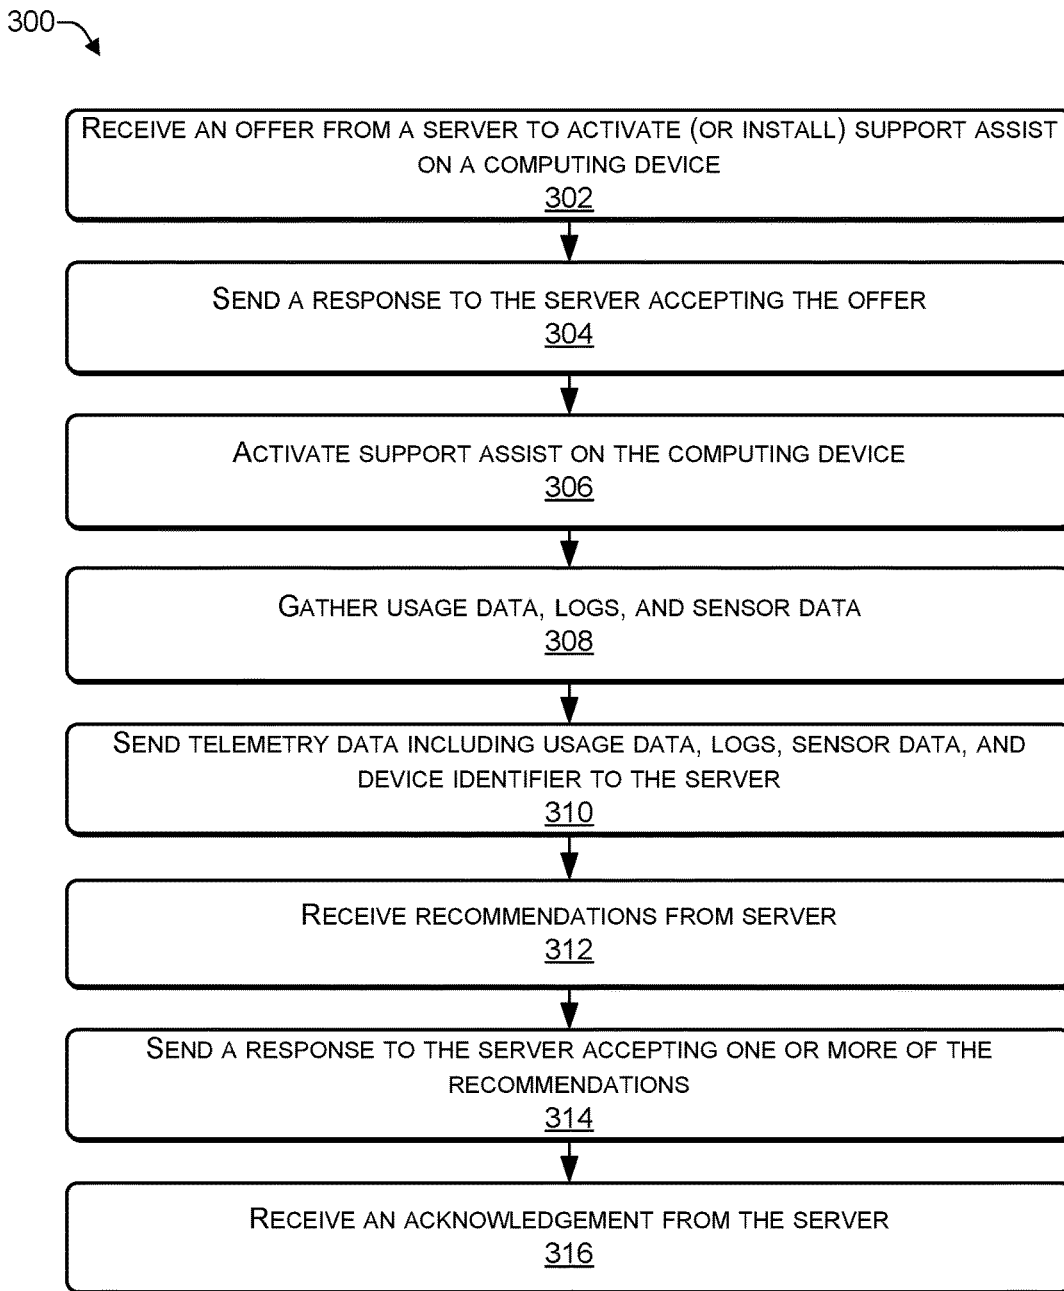 300
RECEIVE AN OFFER FROM A SERVER TO ACTIVATE (OR INSTALL) SUPPORT ASSIST
ON A COMPUTING DEVICE
302
SEND A RESPONSE TO THE SERVER ACCEPTING THE OFFER
304
ACTIVATE SUPPORT ASSIST ON THE COMPUTING DEVICE
306
GATHER USAGE DATA, LOGS, AND SENSOR DATA
308
SEND TELEMETRY DATA INCLUDING USAGE DATA, LOGS, SENSOR DATA, AND
DEVICE IDENTIFIER TO THE SERVER
310
RECEIVE RECOMMENDATIONS FROM SERVER
312
SEND A RESPONSE TO THE SERVER ACCEPTING ONE OR MORE OF THE
RECOMMENDATIONS
314
RECEIVE AN ACKNOWLEDGEMENT FROM THE SERVER
316